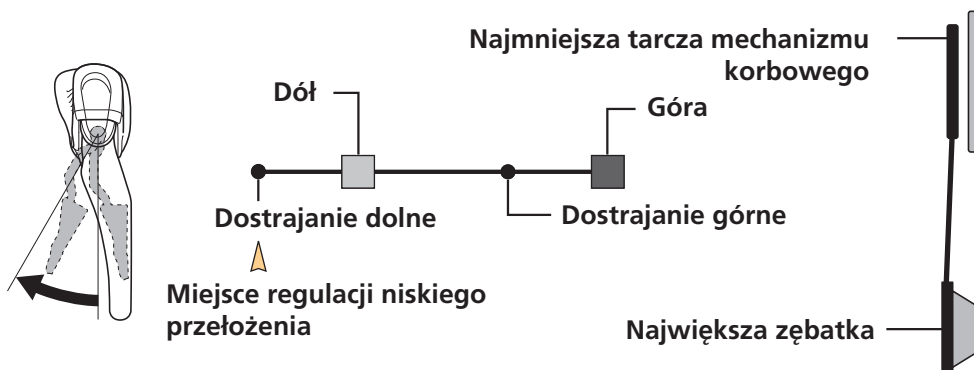 Najmniejsza tarcza mechanizmu
korbowego
Dół
Góra
Dostrajanie dolne
Dostrajanie górne
Miejsce regulacji niskiego
przełożenia
Największa zębatka